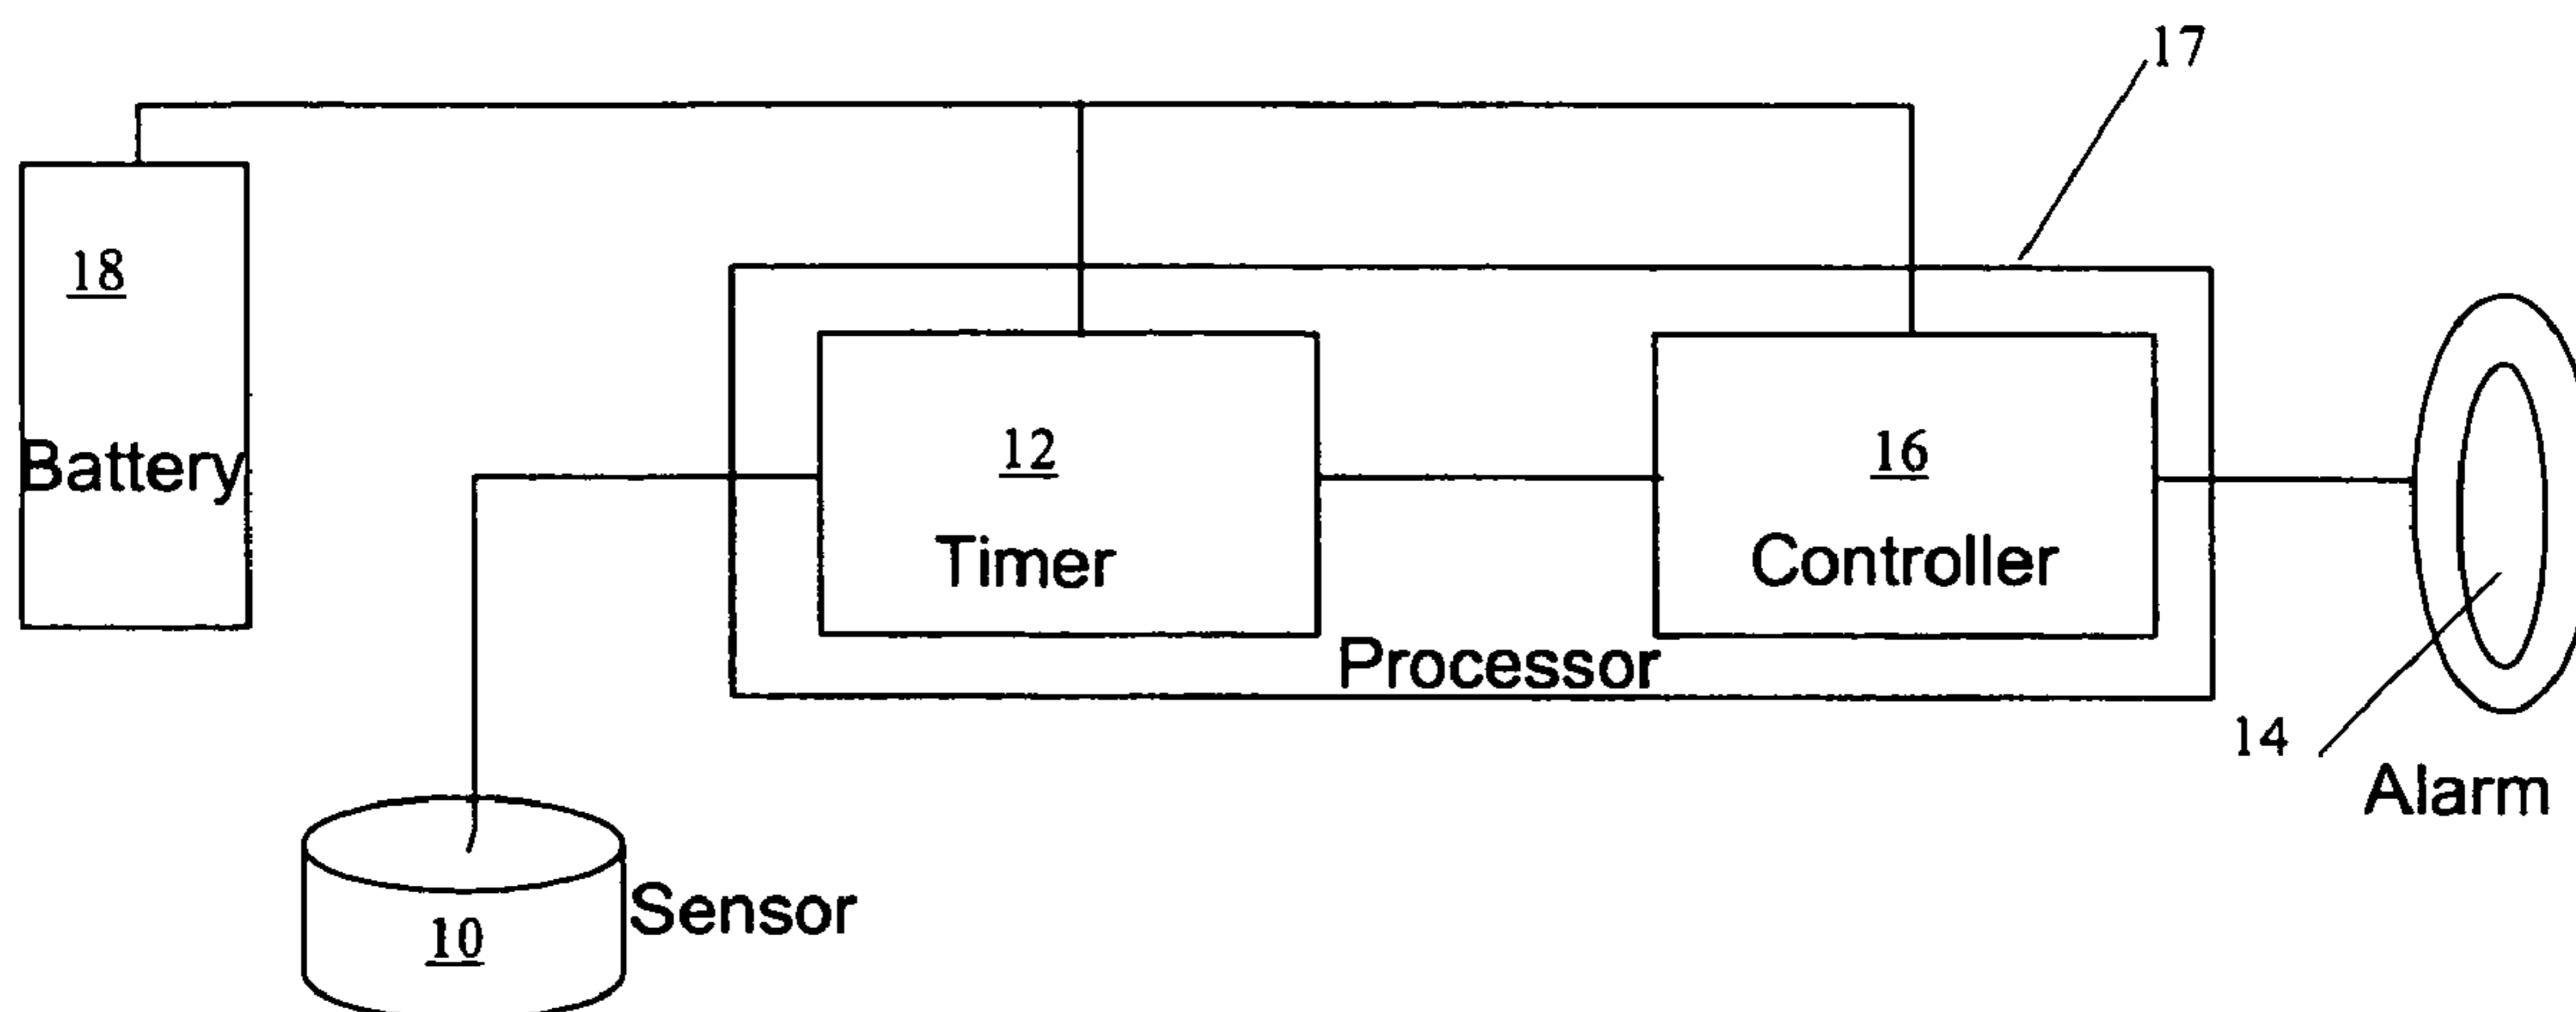 17
18
Battery
12
Timer
16
Controller
Processor
14
Alarm
Sensor
10